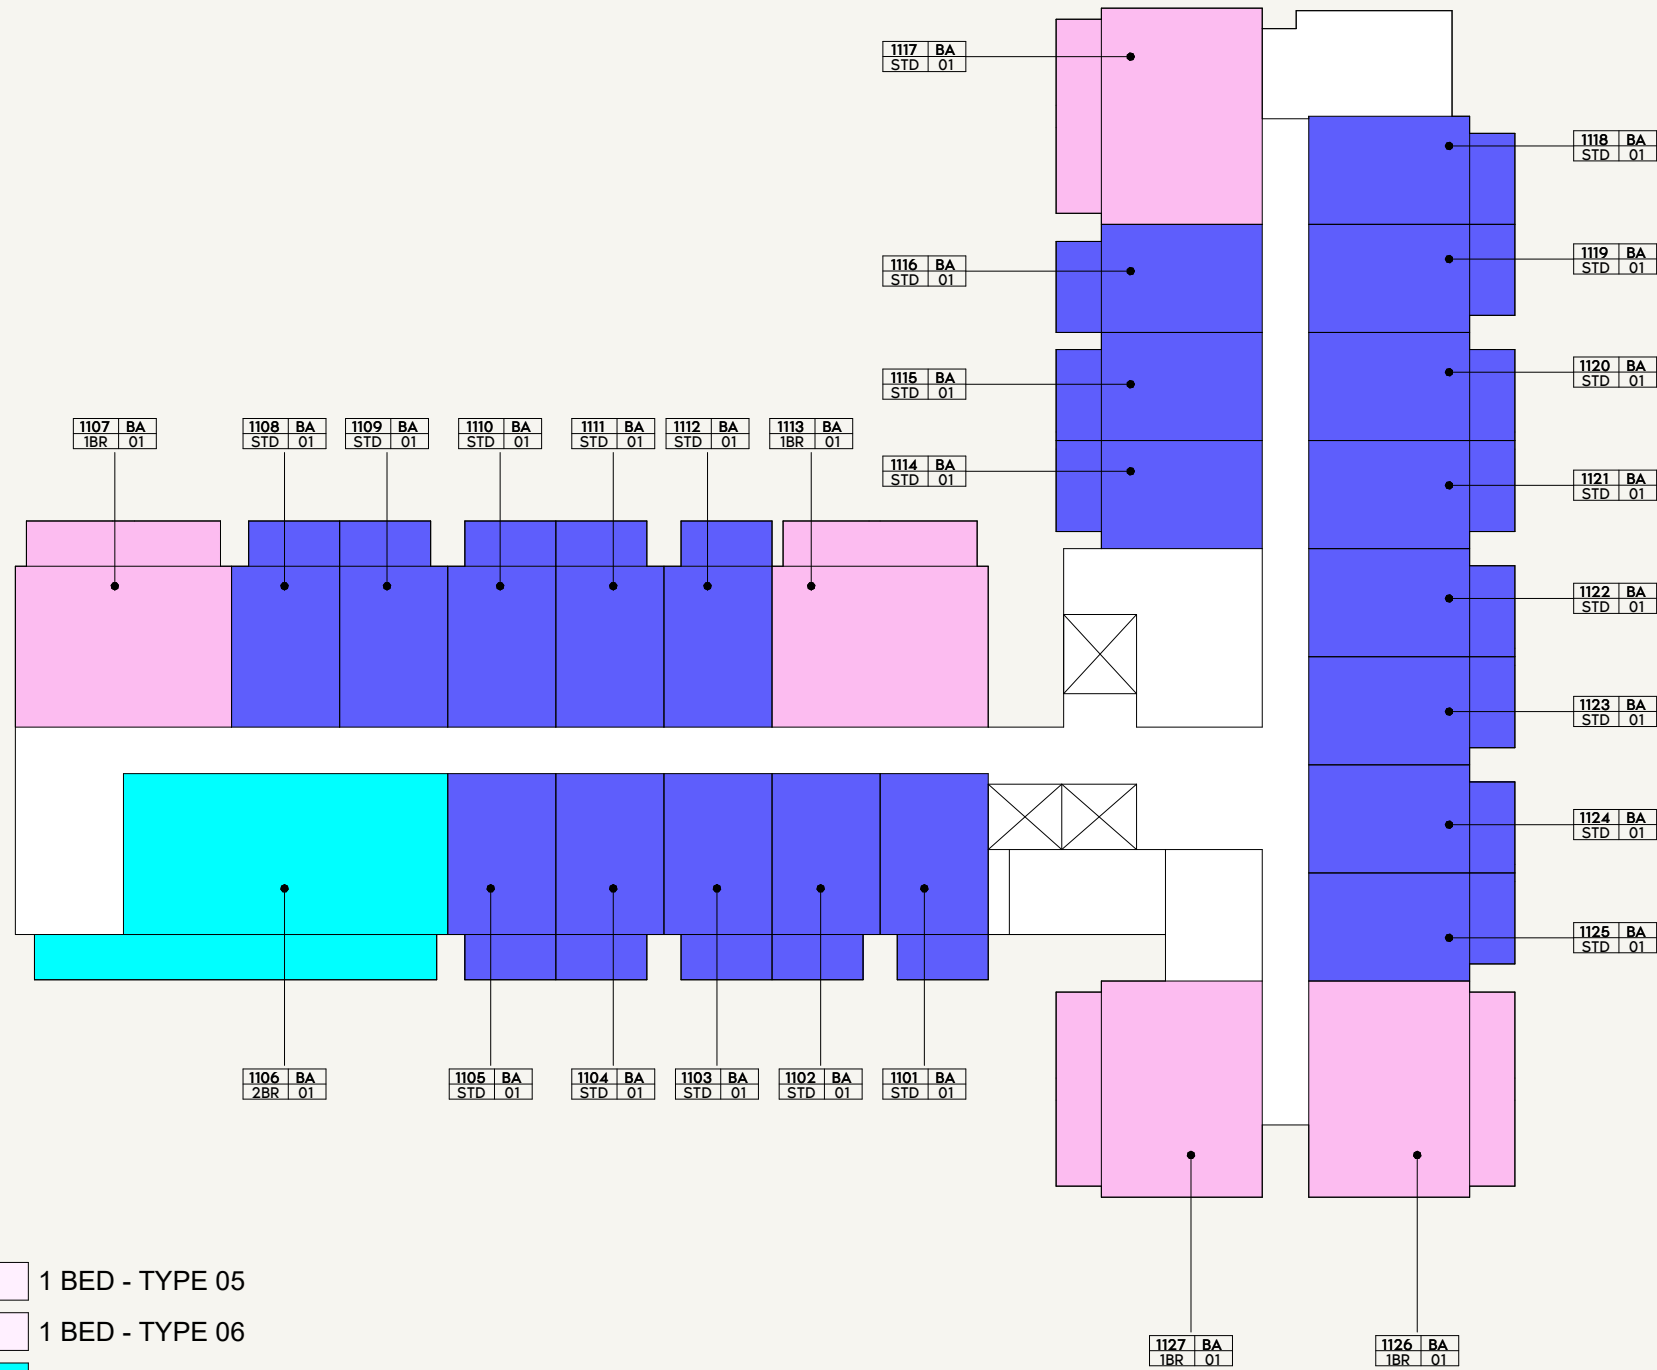 1117 BA
STD 01
1118 BA
STD 01
1116 BA
STD 01
1119 BA
STD 01
1115 BA
STD 01
1120 BA
STD 01
1107 BA
1BR 01
1108 BA
STD 01
1109 BA
STD 01
1110 BA
STD 01
1111 BA
STD 01
1112 BA
STD 01
1113 BA
1BR 01
1114 BA
STD 01
1121 BA
STD 01
1122 BA
STD 01
1123 BA
STD 01
1124 BA
STD 01
1125 BA
STD 01
1106 BA
2BR 01
1105 BA
STD 01
1104 BA
STD 01
1103 BA
STD 01
1102 BA
STD 01
1101 BA
STD 01
1 BED - TYPE 05
1 BED - TYPE 06
1127 BA
1BR 01
1126 BA
1BR 01